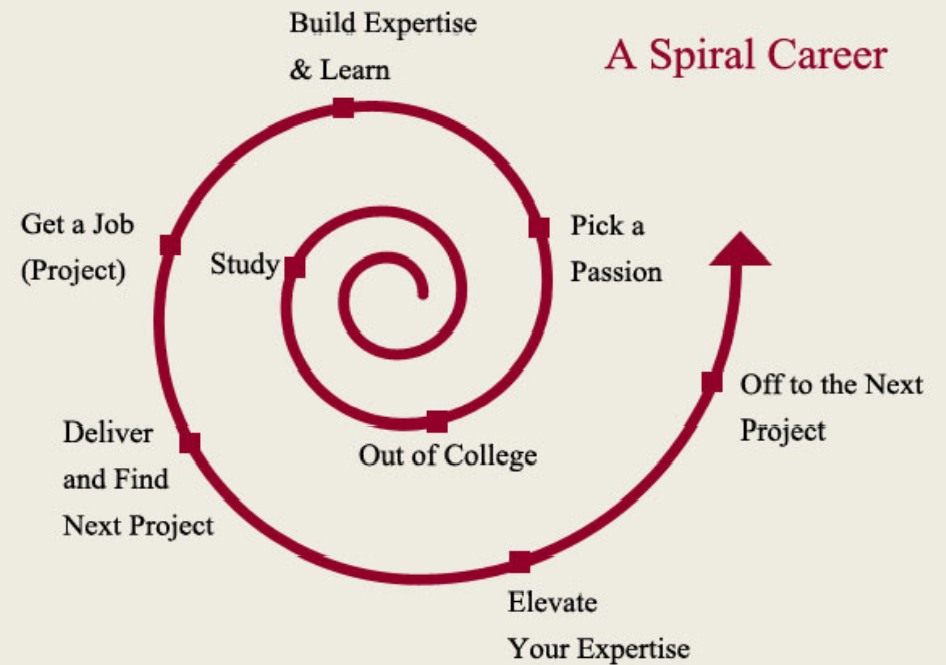 A Spiral Career
Build Expertise
& Learn
Get a Job
(Project)
Study
Pick a
Passion
Off to the Next
Project
Deliver
and Find
Next Project
Out of College
Elevate
Your Expertise